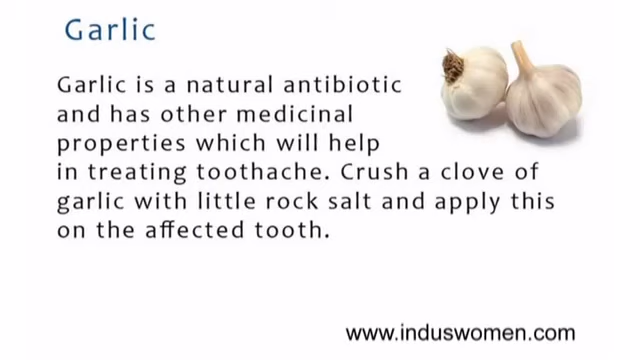 Garlic
Garlic is a natural antibiotic
and has other medicinal
properties which will help
in treating toothache. Crush a clove of
garlic with little rock salt and apply this
on the affected tooth.
www.induswomen.com